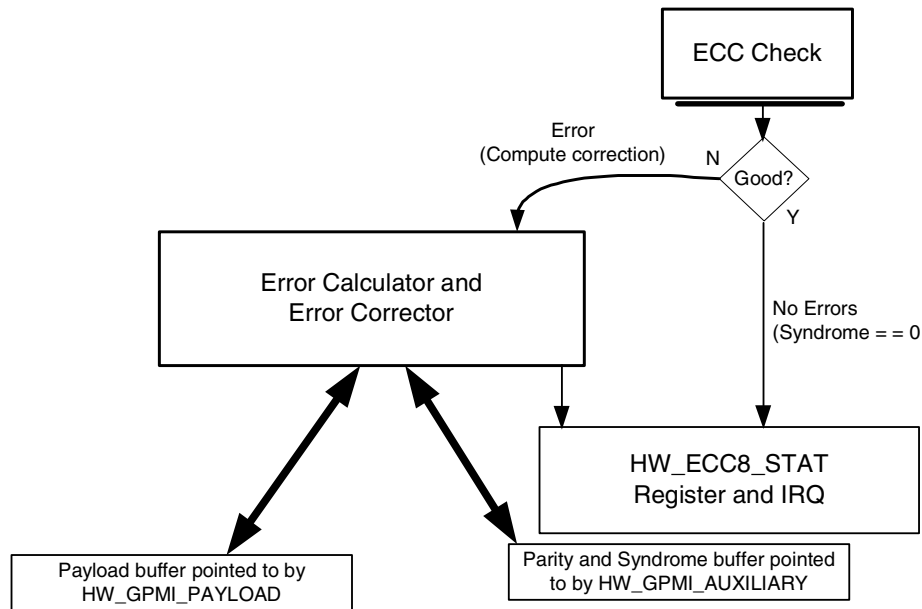 ECC Check
Error
(Compute correction)
N
Good?
Y
Error Calculator and
Error Corrector
No Errors
(Syndrome = = 0
HW_ECC8_STAT
Register and IRQ
Payload buffer pointed to by
HW_GPMI_PAYLOAD
Parity and Syndrome buffer pointed
to by HW_GPMI_AUXILIARY